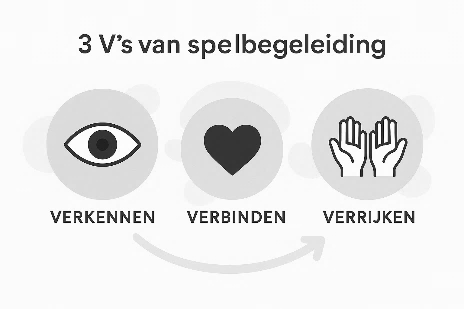 3 V's van spelbegeleiding
VERKENNEN VERBINDEN VERRIJKEN